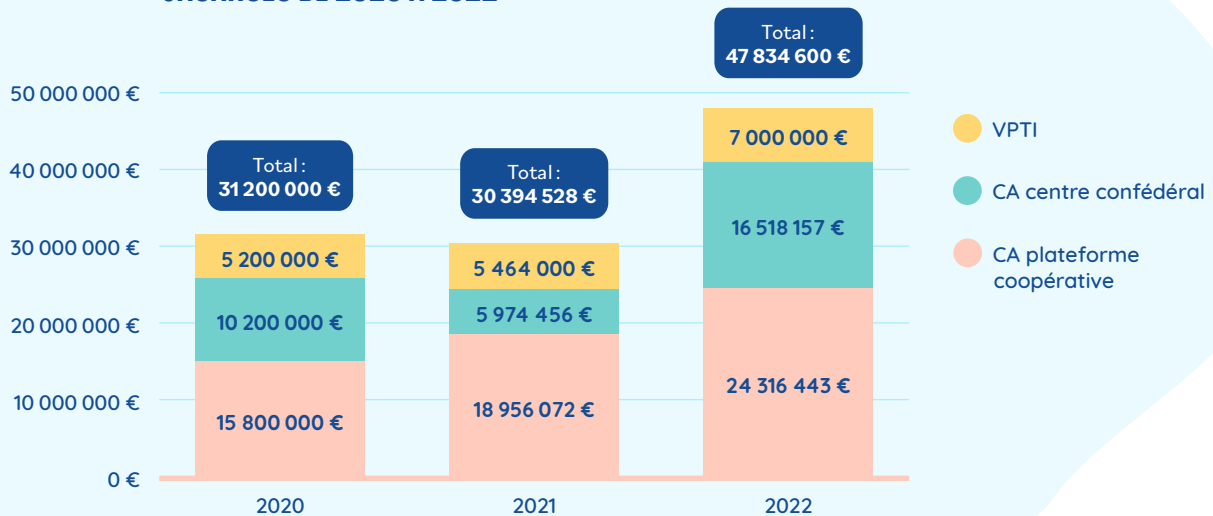 DE 2020 À 2022
Total :
47 834 600 €
50 000 000 €
7 000 000 €
VPTI
Total :
31 200 000 €
Total :
30 394 528 €
40 000 000 €
CA centre confédéral
16 518 157 €
30 000 000 €
5 200 000 €
5 464 000 €
CA plateforme
coopérative
20 000 000 €
10 200 000 €
5 974 456 €
24 316 443 €
10 000 000 €
15 800 000 €
18 956 072 €
0 €
2020
2021
2022